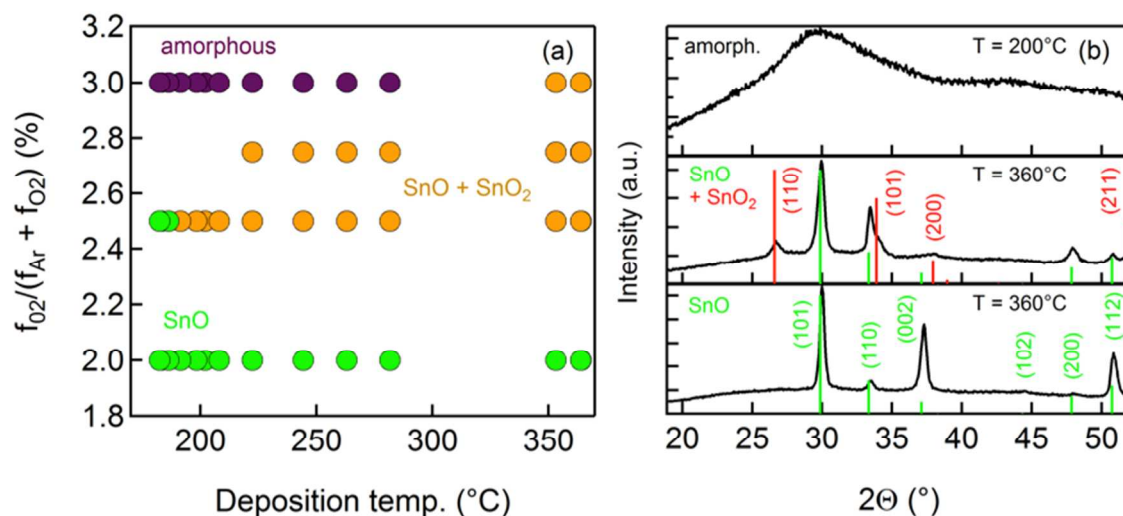 3.2
3.0
2.8
2.6
2.4
2.2
2.0
1.8
f02/(fAr + fO2) (%)
amorphous
(a)
SnO + SnO2
SnO
200
250
300
350
Deposition temp. (°C)
Intensity (a.u.)
amorph.
T = 200°C
(b)
SnO
+ SnO2
(110)
(101)
(200)
T = 360°C
(211)
SnO
(101)
(110)
(002)
T = 360°C
(102)
(200)
(112)
19
25
30
35
40
45
50
2Θ (°)